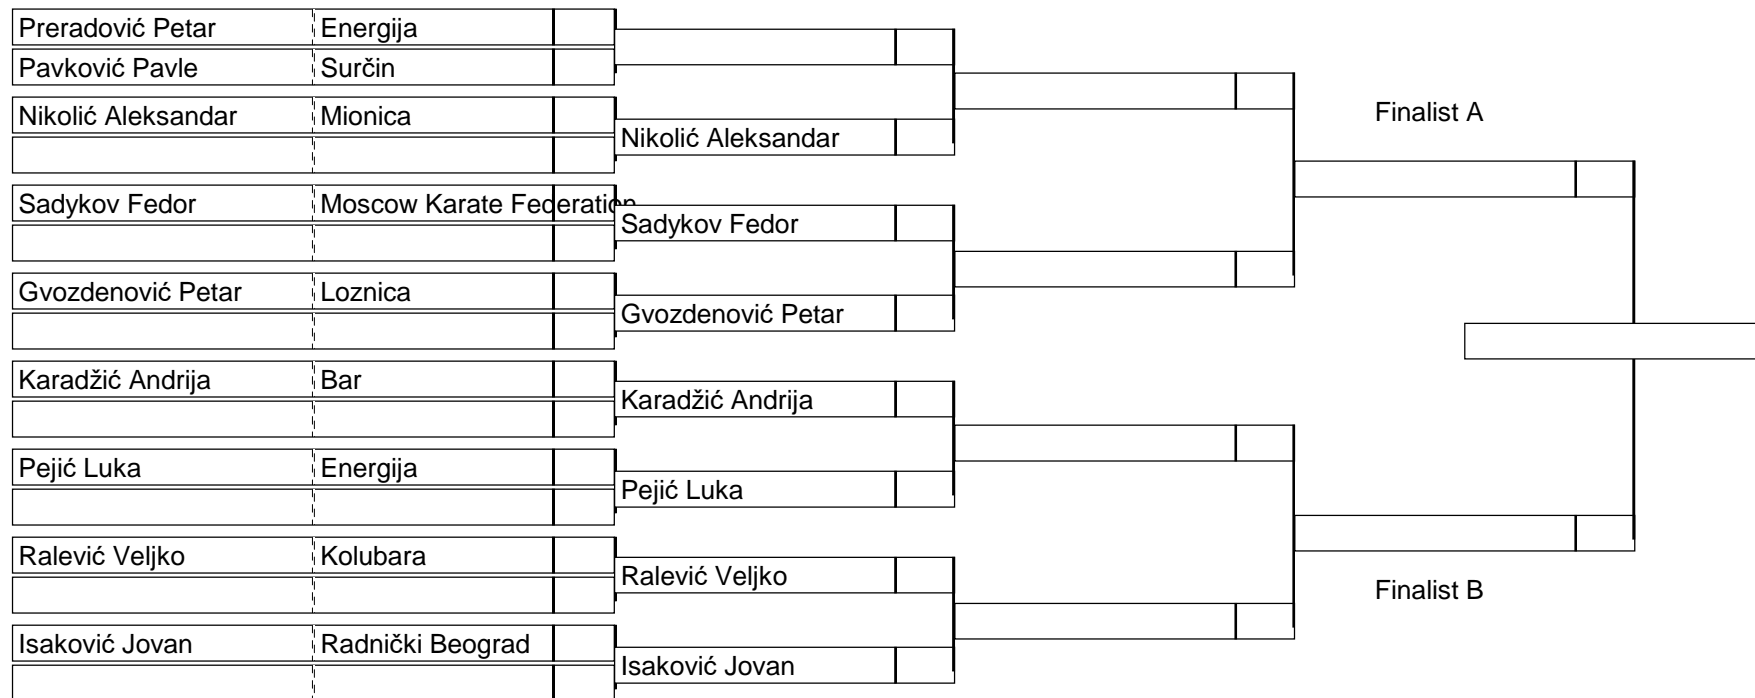 Preradović Petar Energija
Pavković Pavle Surčin
Nikolić Aleksandar Mionica
Nikolić Aleksandar
Finalist A
Sadykov Fedor Moscow Karate Federation
Sadykov Fedor
Gvozdenović Petar Loznica
Gvozdenović Petar
Karadžić Andrija Bar
Karadžić Andrija
Pejić Luka Energija
Pejić Luka
Ralević Veljko Kolubara
Ralević Veljko
Finalist B
Isaković Jovan Radnički Beograd
Isaković Jovan